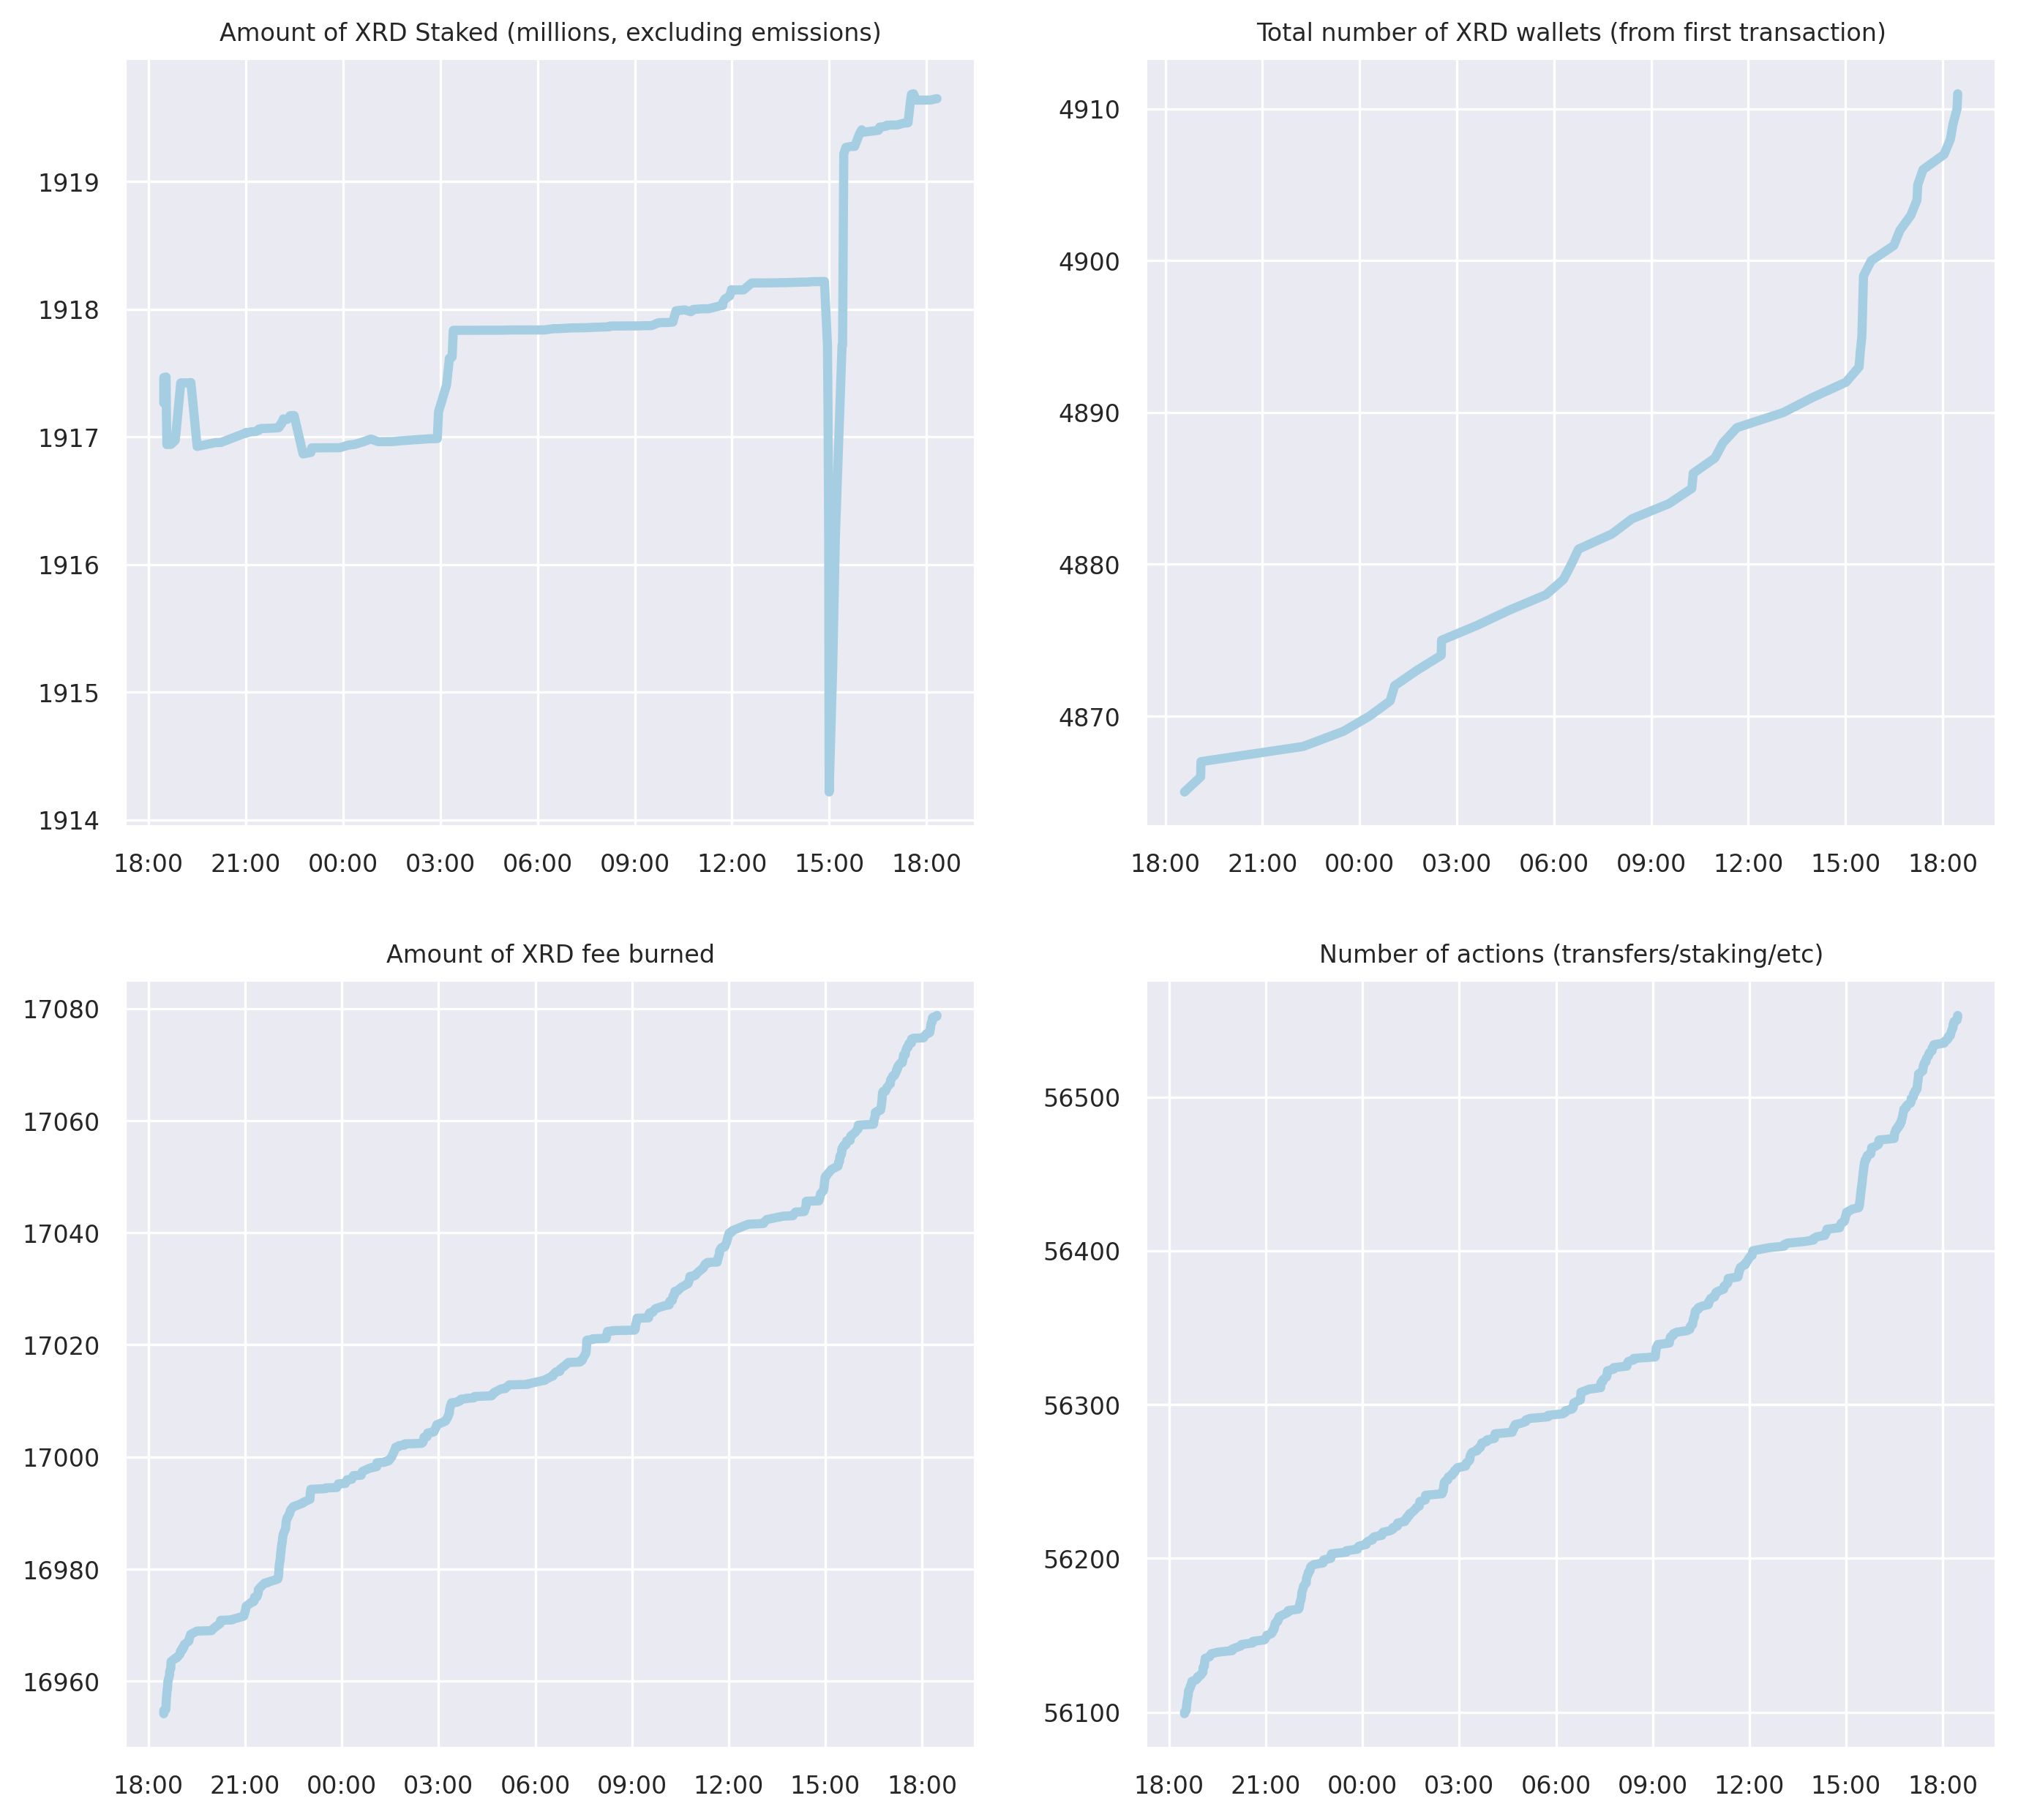 Amount of XRD Staked (millions, excluding emissions)
1919
1918
1917
1916
1915
1914
18:00 21:00 00:00 03:00 06:00 09:00 12:00 15:00 18:00
Total number of XRD wallets (from first transaction)
4910
4900
4890
4880
4870
18:00 21:00 00:00 03:00 06:00 09:00 12:00 15:00 18:00
Amount of XRD fee burned
17080
17060
17040
17020
17000
16980
16960
18:00 21:00 00:00 03:00 06:00 09:00 12:00 15:00 18:00
Number of actions (transfers/staking/etc)
56500
56400
56300
56200
56100
18:00 21:00 00:00 03:00 06:00 09:00 12:00 15:00 18:00